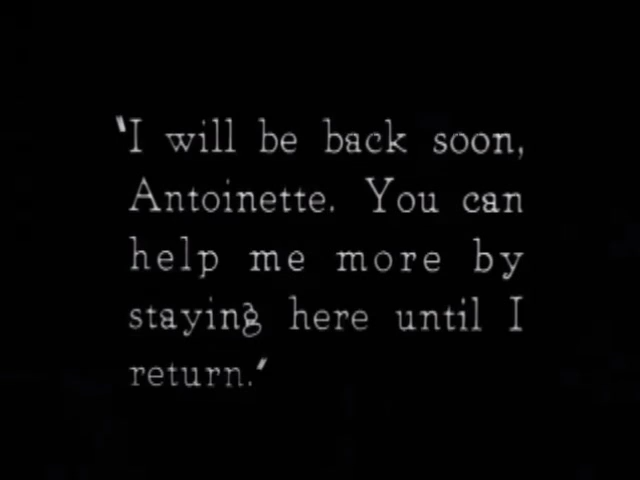 'I will be back soon,
Antoinette. You can
help me more by
staying here until I
return.'